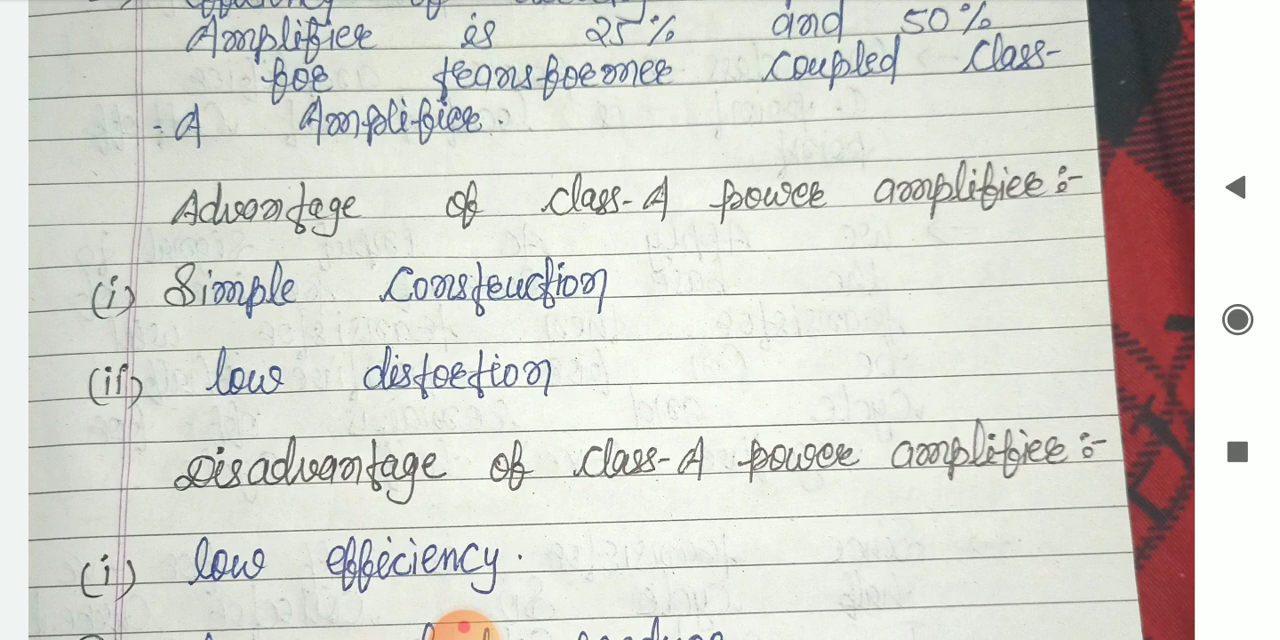 Amplifier is 25% and 50%
for transformer coupled class-
-A Amplifier.
Advantage of class-A power amplifier :-
(i) Simple Construction
(ii) low distortion
Disadvantage of class-A power amplifier :-
(i) low effeciency.